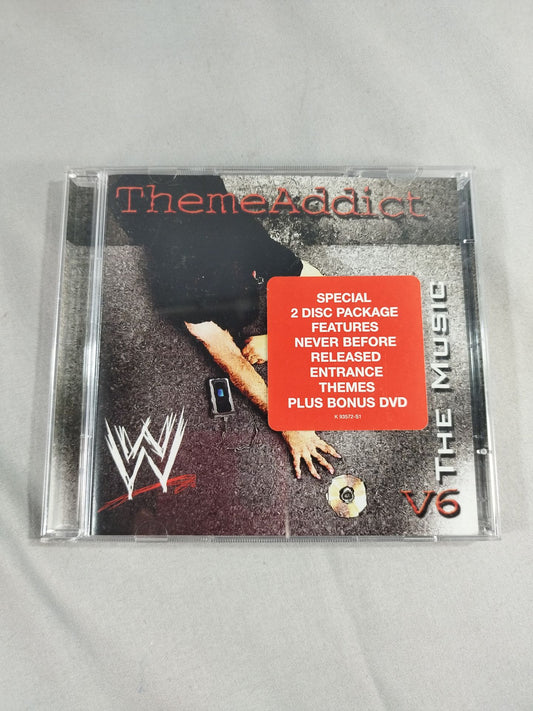 ThemeAddict
SPECIAL
2 DISC PACKAGE
FEATURES
NEVER BEFORE
RELEASED
ENTRANCE
THEMES
PLUS BONUS DVD
K 93572-S1
THE MUSIC
V6
W